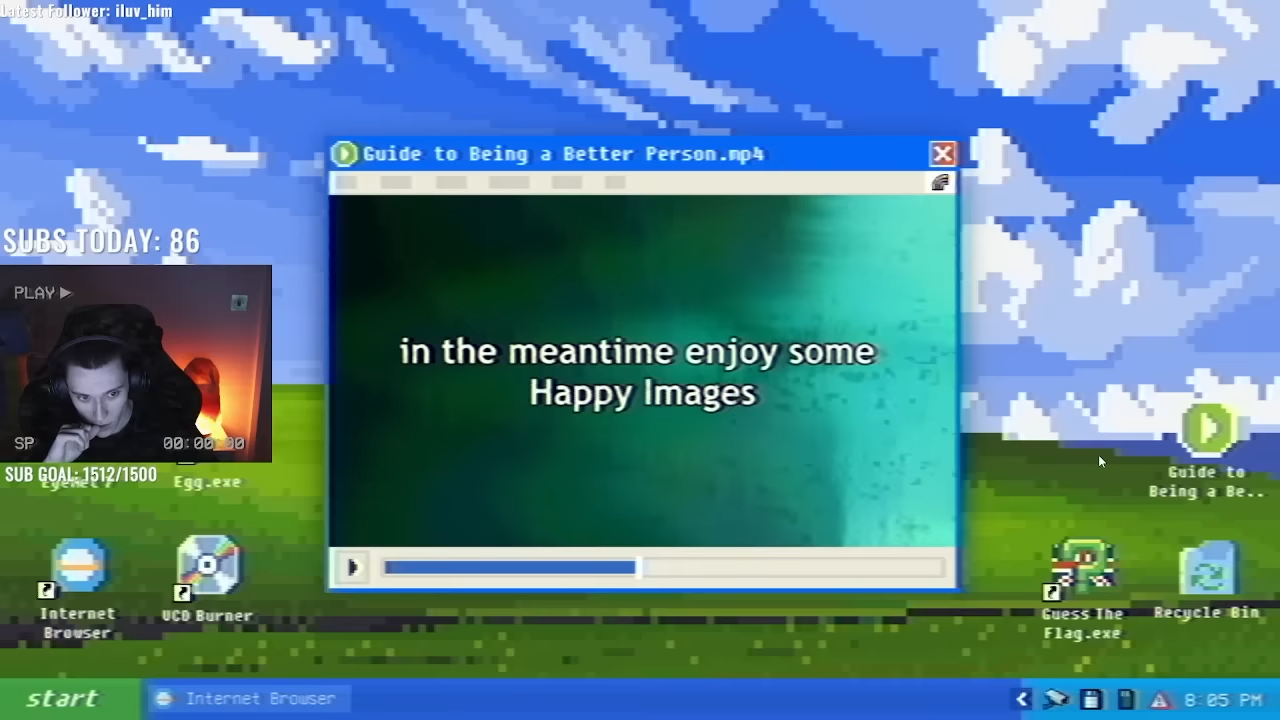 Latest Follower: iluv_him
Guide to Being a Better Person.mp4
SUBS TODAY: 86
PLAY
in the meantime enjoy some
Happy Images
SP
00:00:00
SUB GOAL: 1512/1500
Egg.exe
Guide to
Being a Be..
Internet
Browser
VCD Burner
Guess The
Flag.exe
Recycle Bin
start
Internet Browser
8:05 PM